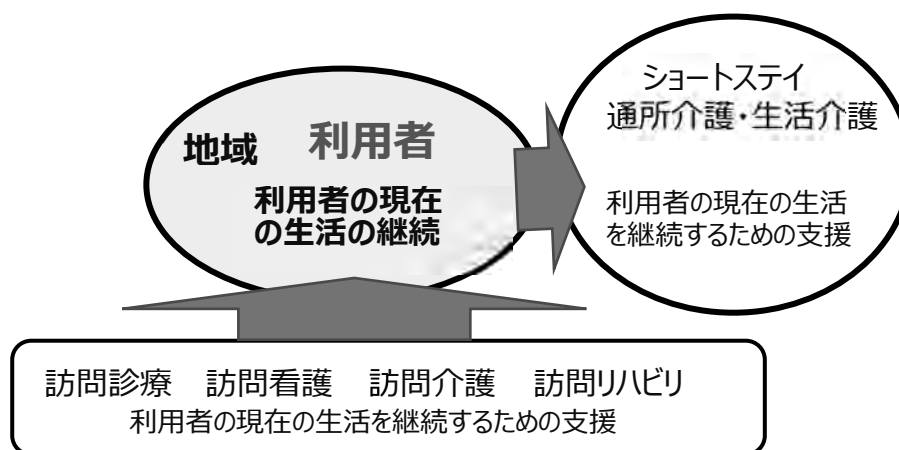 地域 利用者
利用者の現在
の生活の継続
ショートステイ
通所介護・生活介護
利用者の現在の生活
を継続するための支援
訪問診療 訪問看護 訪問介護 訪問リハビリ
利用者の現在の生活を継続するための支援